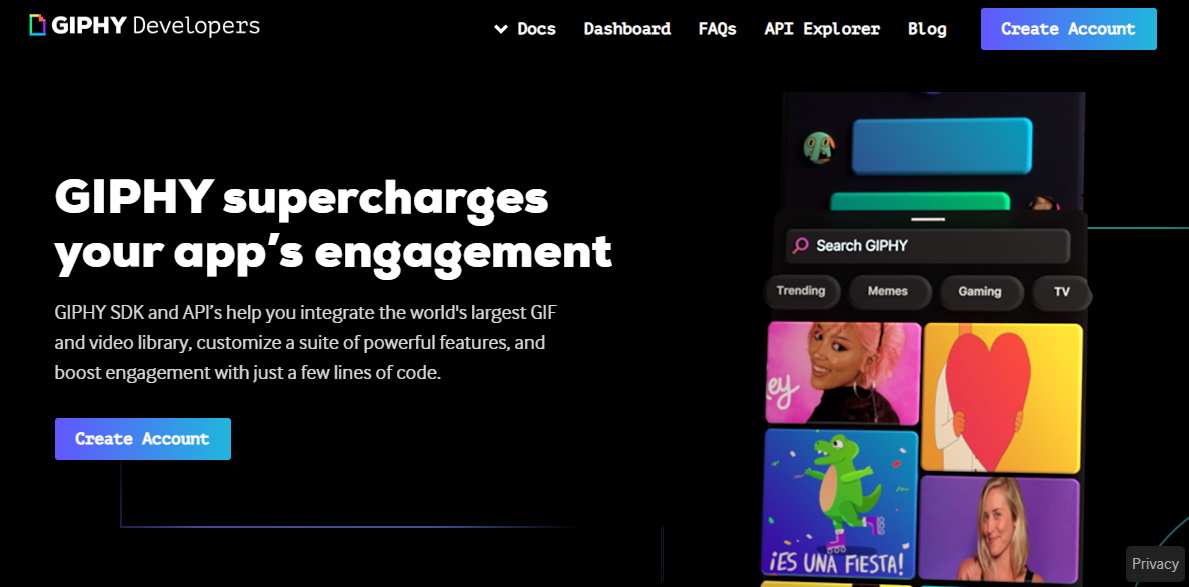 GIPHY Developers
Docs Dashboard FAQs API Explorer Blog Create Account
GIPHY supercharges
your app’s engagement
GIPHY SDK and API’s help you integrate the world's largest GIF
and video library, customize a suite of powerful features, and
boost engagement with just a few lines of code.
Create Account
Search GIPHY
Trending Memes Gaming TV
ey
¡ES UNA FIESTA!
Privacy